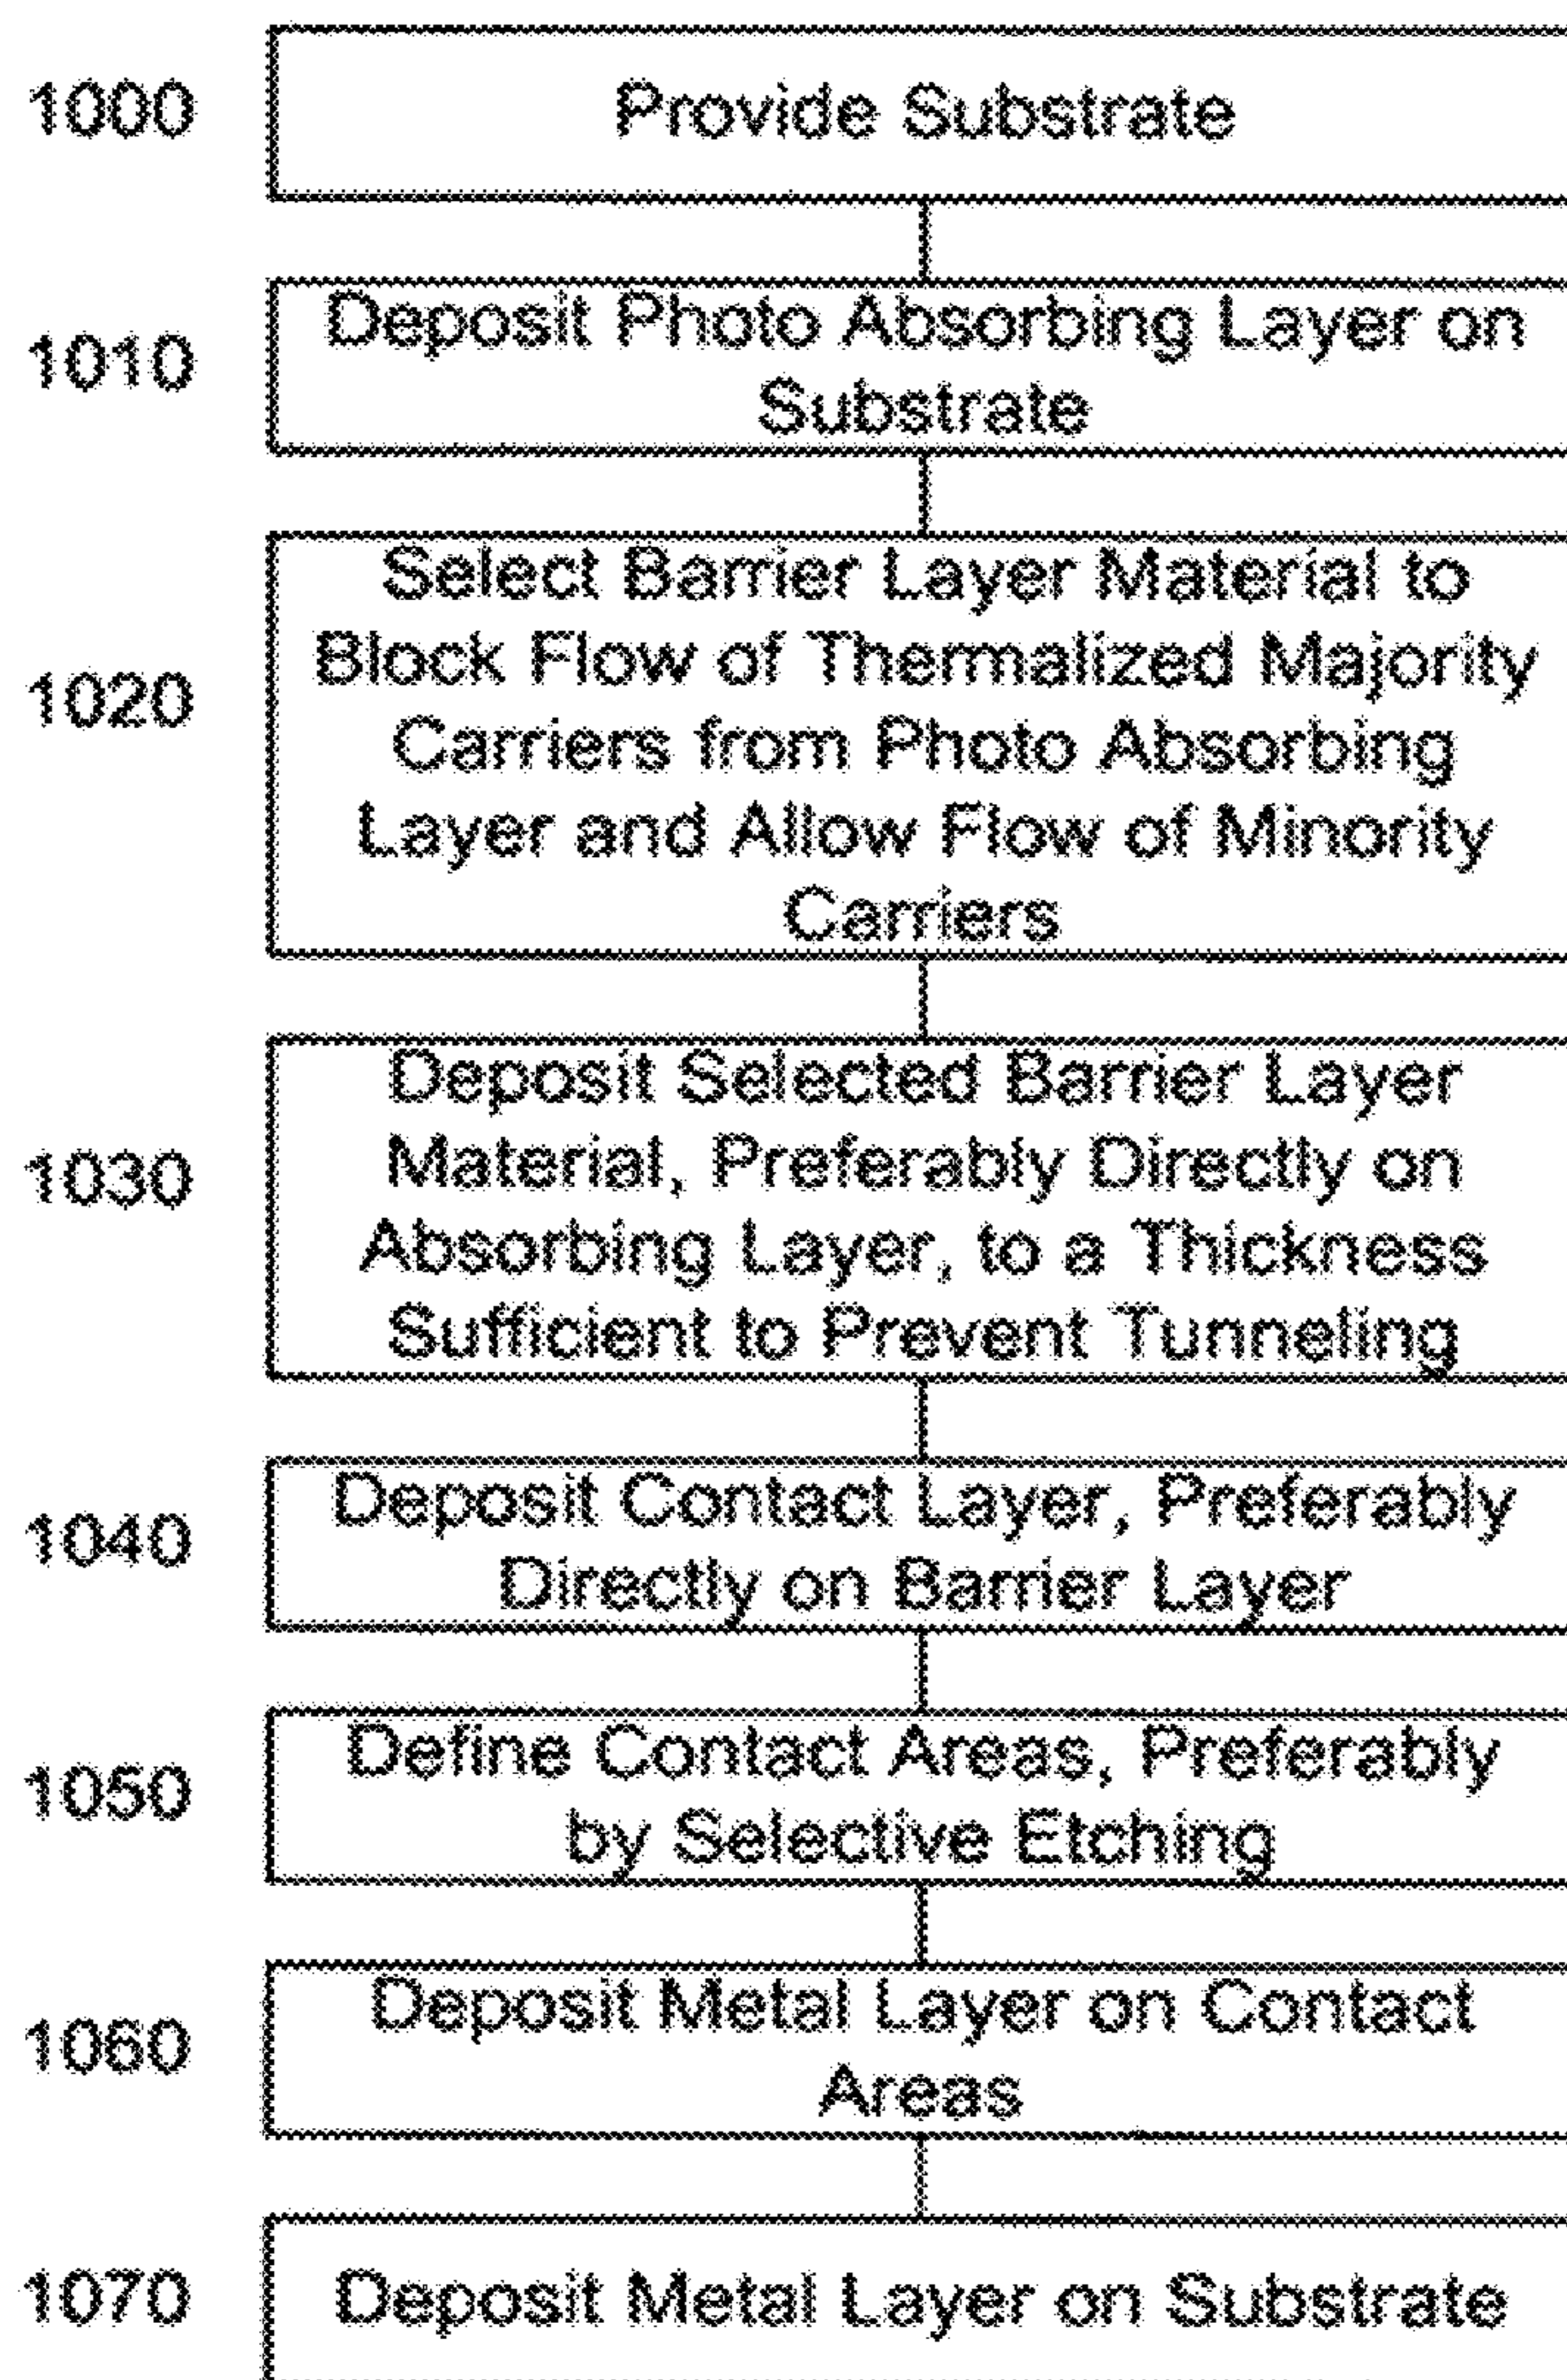 1000
Provide Substrate
1010
Deposit Photo Absorbing Layer on
Substrate
1020
Select Barrier Layer Material to
Block Flow of Thermalized Majority
Carriers from Photo Absorbing
Layer and Allow Flow of Minority
Carriers
1030
Deposit Selected Barrier Layer
Material, Preferably Directly on
Absorbing Layer, to a Thickness
Sufficient to Prevent Tunneling
1040
Deposit Contact Layer, Preferably
Directly on Barrier Layer
1050
Define Contact Areas, Preferably
by Selective Etching
1060
Deposit Metal Layer on Contact
Areas
1070
Deposit Metal Layer on Substrate